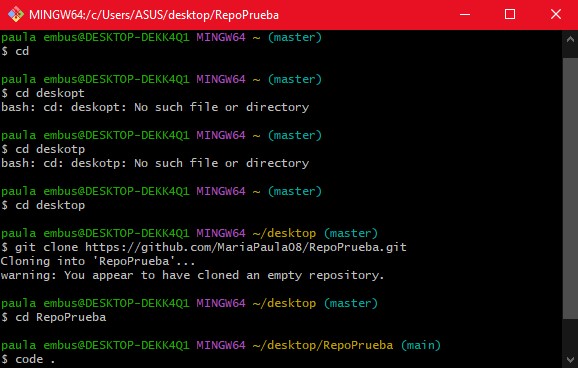 MINGW64:/c/Users/ASUS/desktop/RepoPrueba
paula embus@DESKTOP-DEKK4Q1 MINGW64 ~ (master)
$ cd
paula embus@DESKTOP-DEKK4Q1 MINGW64 ~ (master)
$ cd deskopt
bash: cd: deskopt: No such file or directory
paula embus@DESKTOP-DEKK4Q1 MINGW64 ~ (master)
$ cd deskotp
bash: cd: deskotp: No such file or directory
paula embus@DESKTOP-DEKK4Q1 MINGW64 ~ (master)
$ cd desktop
paula embus@DESKTOP-DEKK4Q1 MINGW64 ~/desktop (master)
$ git clone https://github.com/MariaPaula08/RepoPrueba.git
Cloning into 'RepoPrueba'...
warning: You appear to have cloned an empty repository.
paula embus@DESKTOP-DEKK4Q1 MINGW64 ~/desktop (master)
$ cd RepoPrueba
paula embus@DESKTOP-DEKK4Q1 MINGW64 ~/desktop/RepoPrueba (main)
$ code .